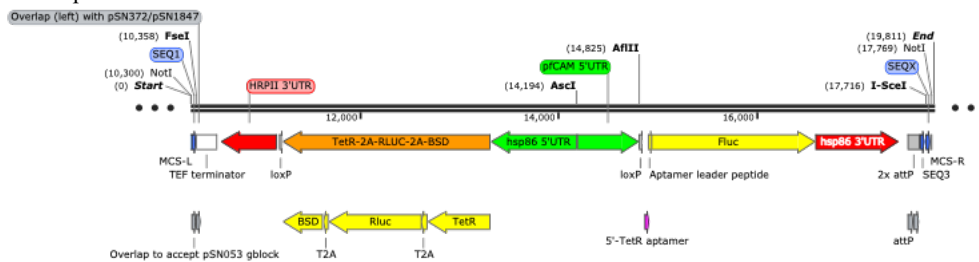 Overlap (left) with pSN372/pSN1847
(10,358) FseI
SEQ1
(10,300) NotI
(0) Start
HRPII 3'UTR
(14,825) AflII
pfCAM 5'UTR
(14,194) AscI
(19,811) End
(17,769) NotI
SEQX
(17,716) I-SceI
12,000
14,000
16,000
TetR-2A-RLUC-2A-BSD
hsp86 5'UTR
Fluc
hsp86 3'UTR
MCS-L
TEF terminator
loxP
loxP
Aptamer leader peptide
2x attP
MCS-R
SEQ3
BSD
Rluc
TetR
Overlap to accept pSN053 gblock
T2A
T2A
5'-TetR aptamer
attP